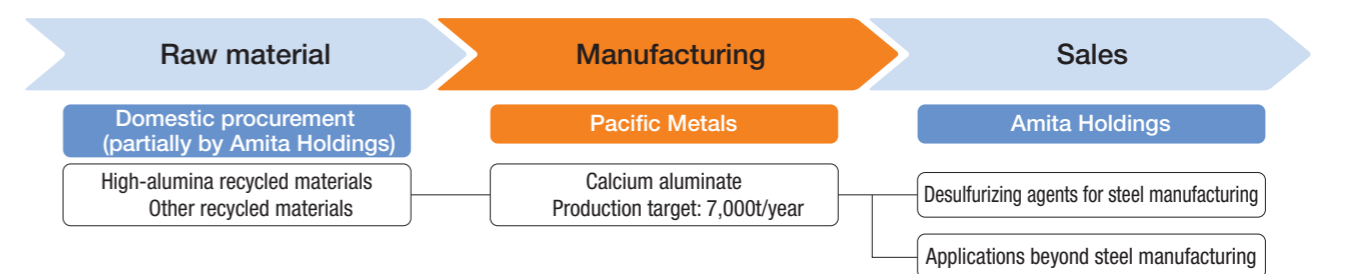 Raw material
Manufacturing
Sales
Domestic procurement
(partially by Amita Holdings)
Pacific Metals
Amita Holdings
High-alumina recycled materials
Other recycled materials
Calcium aluminate
Production target: 7,000t/year
Desulfurizing agents for steel manufacturing
Applications beyond steel manufacturing